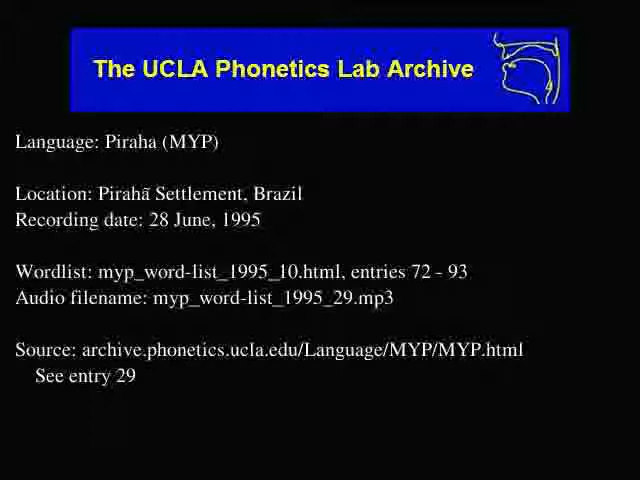 The UCLA Phonetics Lab Archive
Language: Piraha (MYP)
Location: Pirahã Settlement, Brazil
Recording date: 28 June, 1995
Wordlist: myp_word-list_1995_10.html, entries 72 - 93
Audio filename: myp_word-list_1995_29.mp3
Source: archive.phonetics.ucla.edu/Language/MYP/MYP.html
See entry 29